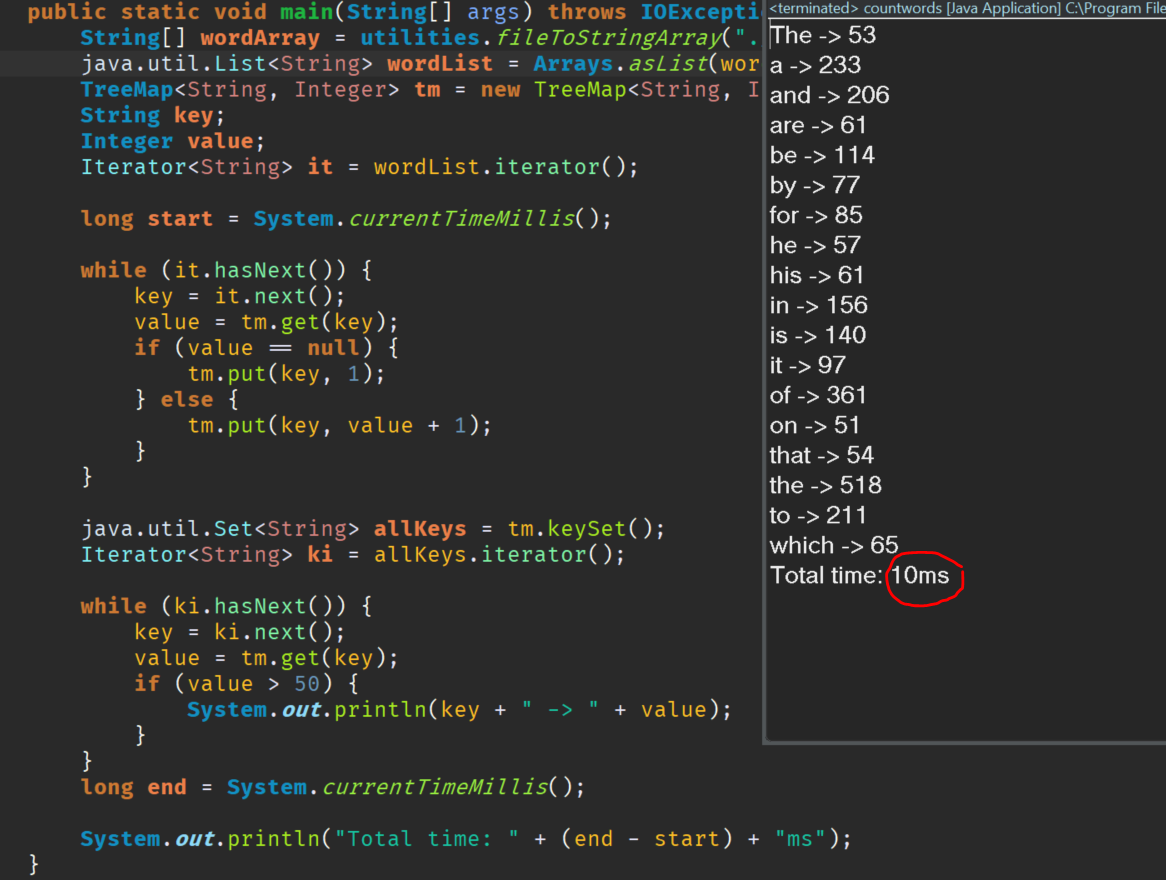 public static void main(String[] args) throws IOExcepti
String[] wordArray = utilities.fileToStringArray(".
java.util.List<String> wordList = Arrays.asList(wor
TreeMap<String, Integer> tm = new TreeMap<String, I
String key;
Integer value;
Iterator<String> it = wordList.iterator();
long start = System.currentTimeMillis();
while (it.hasNext()) {
key = it.next();
value = tm.get(key);
if (value == null) {
tm.put(key, 1);
} else {
tm.put(key, value + 1);
}
}
java.util.Set<String> allKeys = tm.keySet();
Iterator<String> ki = allKeys.iterator();
while (ki.hasNext()) {
key = ki.next();
value = tm.get(key);
if (value > 50) {
System.out.println(key + " -> " + value);
}
}
long end = System.currentTimeMillis();
System.out.println("Total time: " + (end - start) + "ms");
}
<terminated> countwords [Java Application] C:\Program File
The -> 53
a -> 233
and -> 206
are -> 61
be -> 114
by -> 77
for -> 85
he -> 57
his -> 61
in -> 156
is -> 140
it -> 97
of -> 361
on -> 51
that -> 54
the -> 518
to -> 211
which -> 65
Total time: 10ms